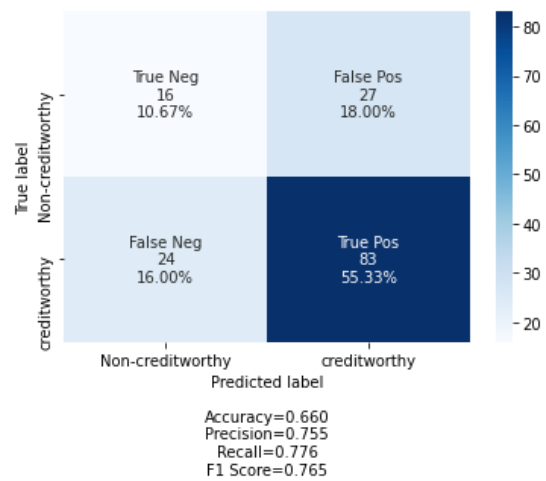 True Neg
16
10.67%
False Pos
27
18.00%
False Neg
24
16.00%
True Pos
83
55.33%
True label
Non-creditworthy
creditworthy
Non-creditworthy
creditworthy
Predicted label
Accuracy=0.660
Precision=0.755
Recall=0.776
F1 Score=0.765
80
70
60
50
40
30
20